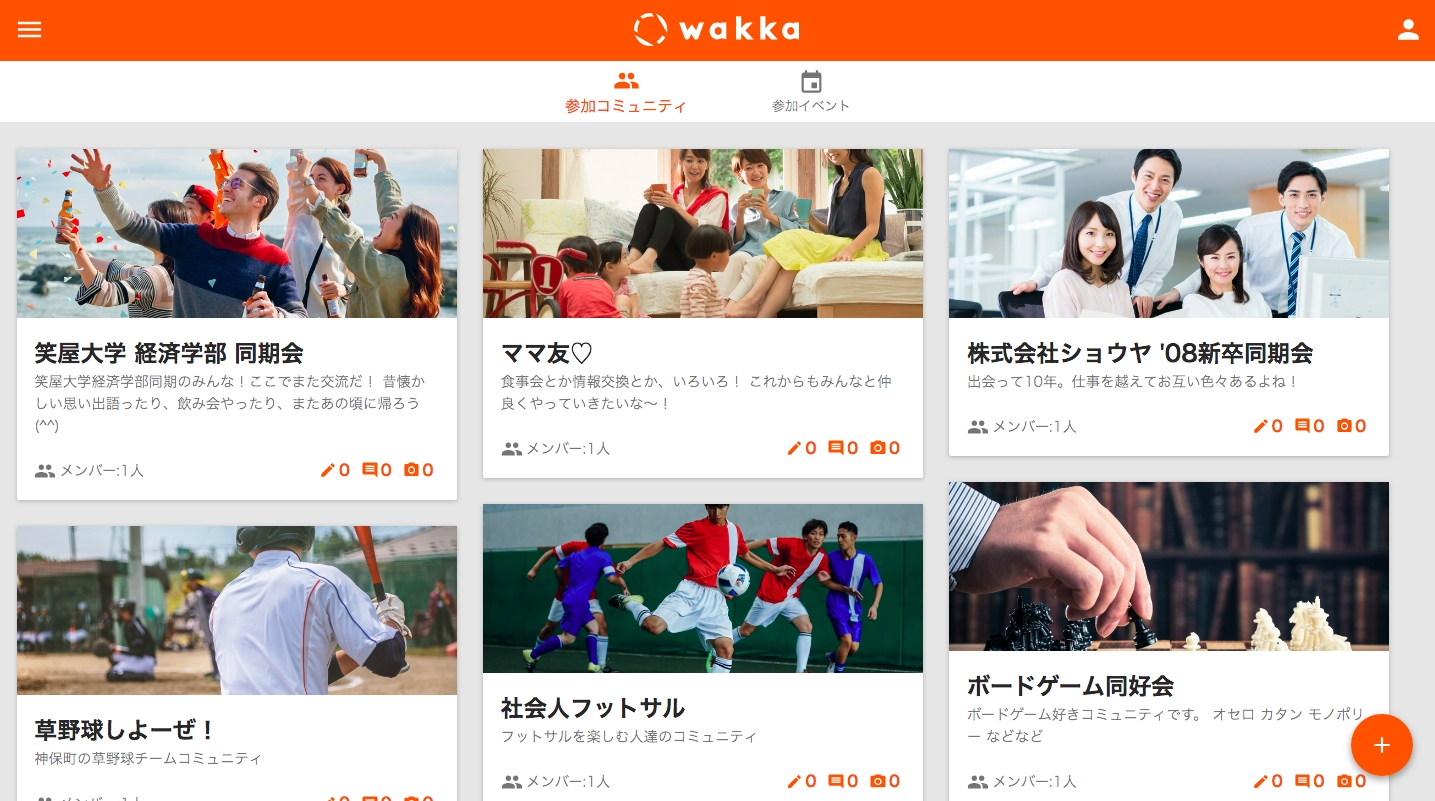 wakka
参加コミュニティ
参加イベント
笑屋大学 経済学部 同期会
笑屋大学経済学部同期のみんな！ここでまた交流だ！ 昔懐か
しい思い出語ったり、飲み会やったり、またあの頃に帰ろう
(^^)
メンバー:1人 0 0 0
ママ友♡
食事会とか情報交換とか、いろいろ！ これからもみんなと仲
良くやっていきたいな〜！
メンバー:1人 0 0 0
株式会社ショウヤ '08新卒同期会
出会って10年。仕事を越えてお互い色々あるよね！
メンバー:1人 0 0 0
1
草野球しよーぜ！
神保町の草野球チームコミュニティ
メンバー:1人 0 0 0
社会人フットサル
フットサルを楽しむ人達のコミュニティ
メンバー:1人 0 0 0
ボードゲーム同好会
ボードゲーム好きコミュニティです。 オセロ カタン モノポリ
ー などなど
メンバー:1人 0 0 0